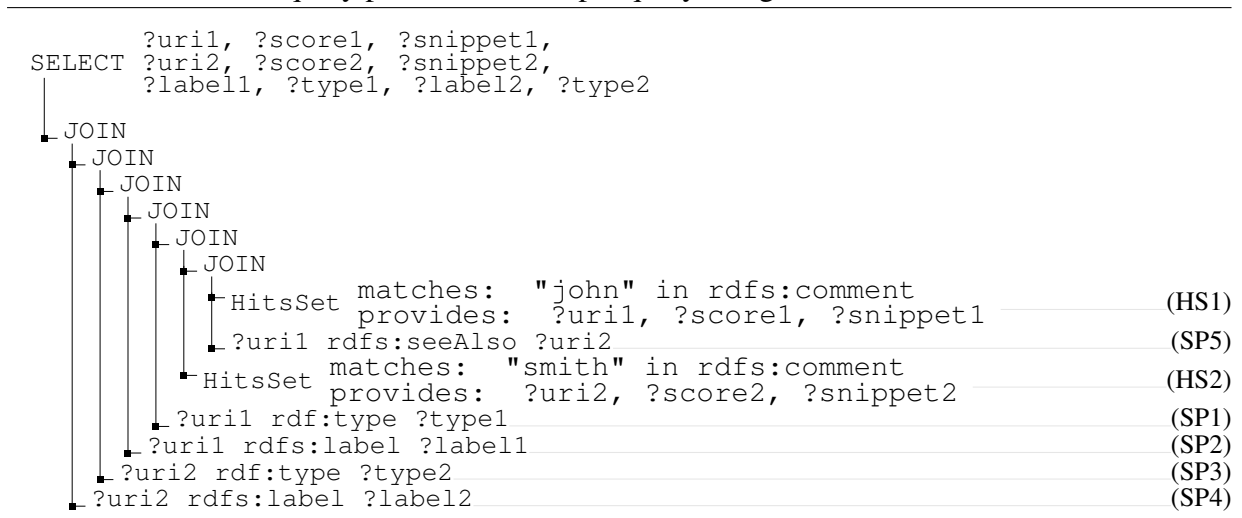 ?uri1, ?score1, ?snippet1,
SELECT ?uri2, ?score2, ?snippet2,
?label1, ?type1, ?label2, ?type2
JOIN
JOIN
JOIN
JOIN
JOIN
JOIN
HitsSet matches: "john" in rdfs:comment
provides: ?uri1, ?score1, ?snippet1 (HS1)
?uri1 rdfs:seeAlso ?uri2 (SP5)
HitsSet matches: "smith" in rdfs:comment
provides: ?uri2, ?score2, ?snippet2 (HS2)
?uri1 rdf:type ?type1 (SP1)
?uri1 rdfs:label ?label1 (SP2)
?uri2 rdf:type ?type2 (SP3)
?uri2 rdfs:label ?label2 (SP4)